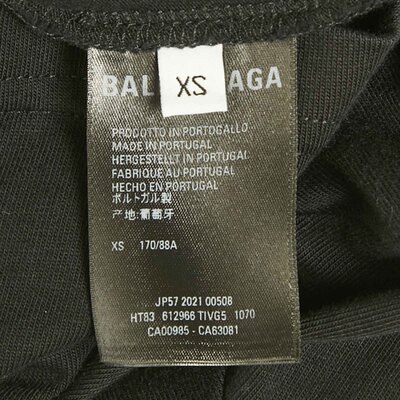 BAL AGA
XS
PRODOTTO IN PORTOGALLO
MADE IN PORTUGAL
HERGESTELLT IN PORTUGAL
FABRIQUE AU PORTUGAL
HECHO EN PORTUGAL
ポルトガル製
产地:葡萄牙
XS 170/88A
JP57 2021 00508
HT83 612966 TIVG5 1070
CA00985 - CA63081